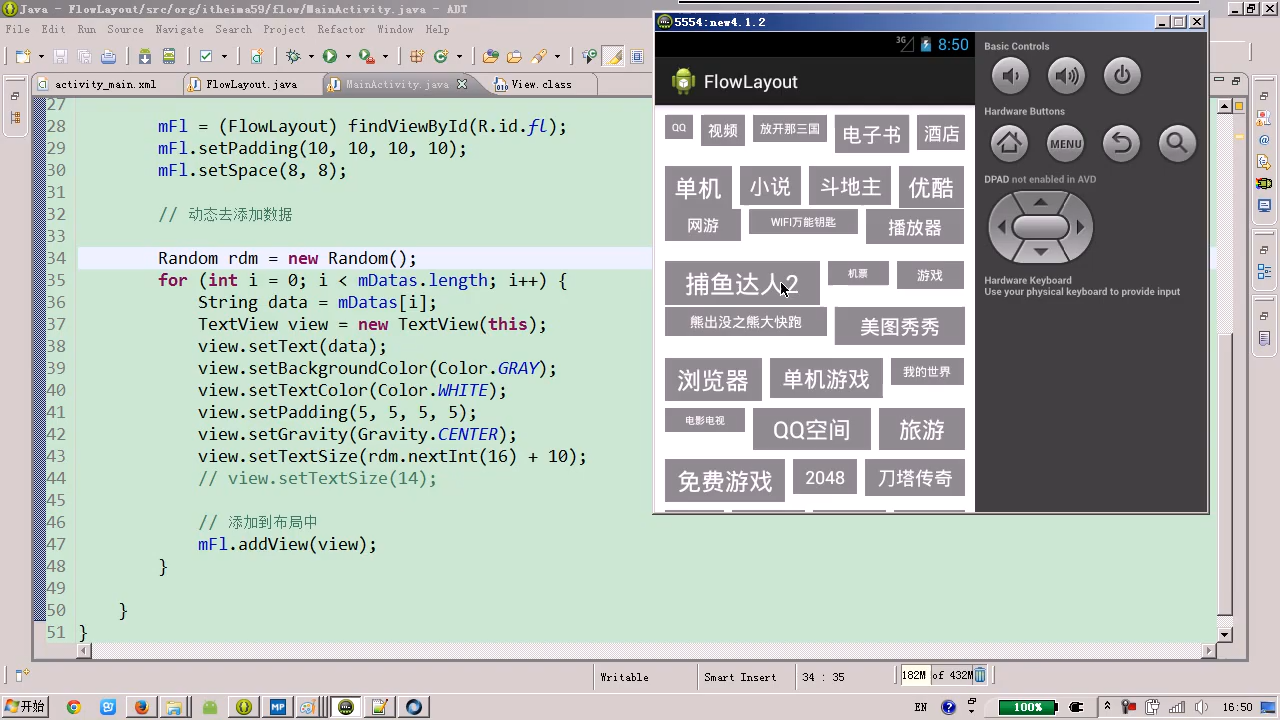 Java - FlowLayout/src/org/itheima59/flow/MainActivity.java - ADT
File Edit Run Source Navigate Search Project Refactor Window Help
activity_main.xml
FlowLayout.java
MainActivity.java
View.class
27
28 mFl = (FlowLayout) findViewById(R.id.fl);
29 mFl.setPadding(10, 10, 10, 10);
30 mFl.setSpace(8, 8);
31
32 // 动态去添加数据
33
34 Random rdm = new Random();
35 for (int i = 0; i < mDatas.length; i++) {
36 String data = mDatas[i];
37 TextView view = new TextView(this);
38 view.setText(data);
39 view.setBackgroundColor(Color.GRAY);
40 view.setTextColor(Color.WHITE);
41 view.setPadding(5, 5, 5, 5);
42 view.setGravity(Gravity.CENTER);
43 view.setTextSize(rdm.nextInt(16) + 10);
44 // view.setTextSize(14);
45
46 // 添加到布局中
47 mFl.addView(view);
48 }
49
50 }
51 }
5554:new4.1.2
3G 8:50
FlowLayout
QQ 视频 放开那三国 电子书 酒店
单机 小说 斗地主 优酷
网游 WIFI万能钥匙 播放器
捕鱼达人2 机票 游戏
熊出没之熊大快跑 美图秀秀
浏览器 单机游戏 我的世界
电影电视 QQ空间 旅游
免费游戏 2048 刀塔传奇
Basic Controls
Hardware Buttons
MENU
DPAD not enabled in AVD
Hardware Keyboard
Use your physical keyboard to provide input
Writable
Smart Insert
34 : 35
182M of 432M
开始
MP
EN
100%
16:50